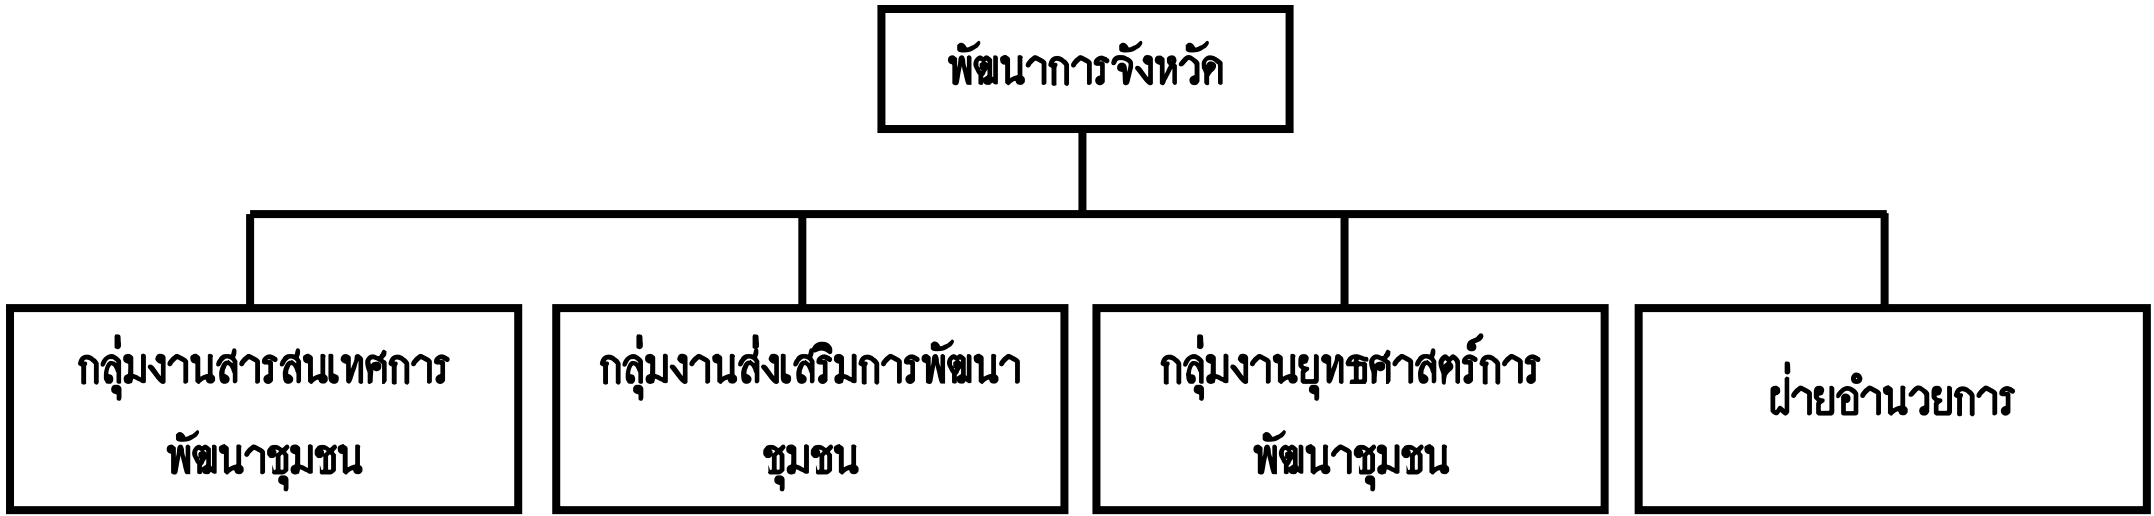 พัฒนาการจังหวัด
กลุ่มงานสารสนเทศการ
พัฒนาชุมชน
กลุ่มงานส่งเสริมการพัฒนา
ชุมชน
กลุ่มงานยุทธศาสตร์การ
พัฒนาชุมชน
ฝ่ายอำนวยการ